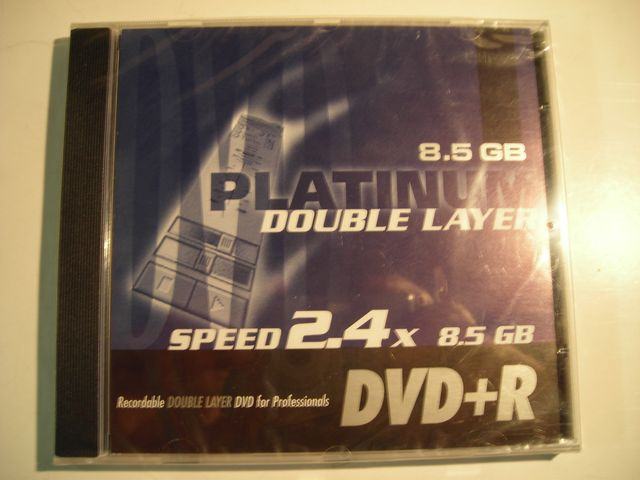 8.5 GB
PLATINUM
DOUBLE LAYER
SPEED 2.4x 8.5 GB
Recordable DOUBLE LAYER DVD for Professionals
DVD+R